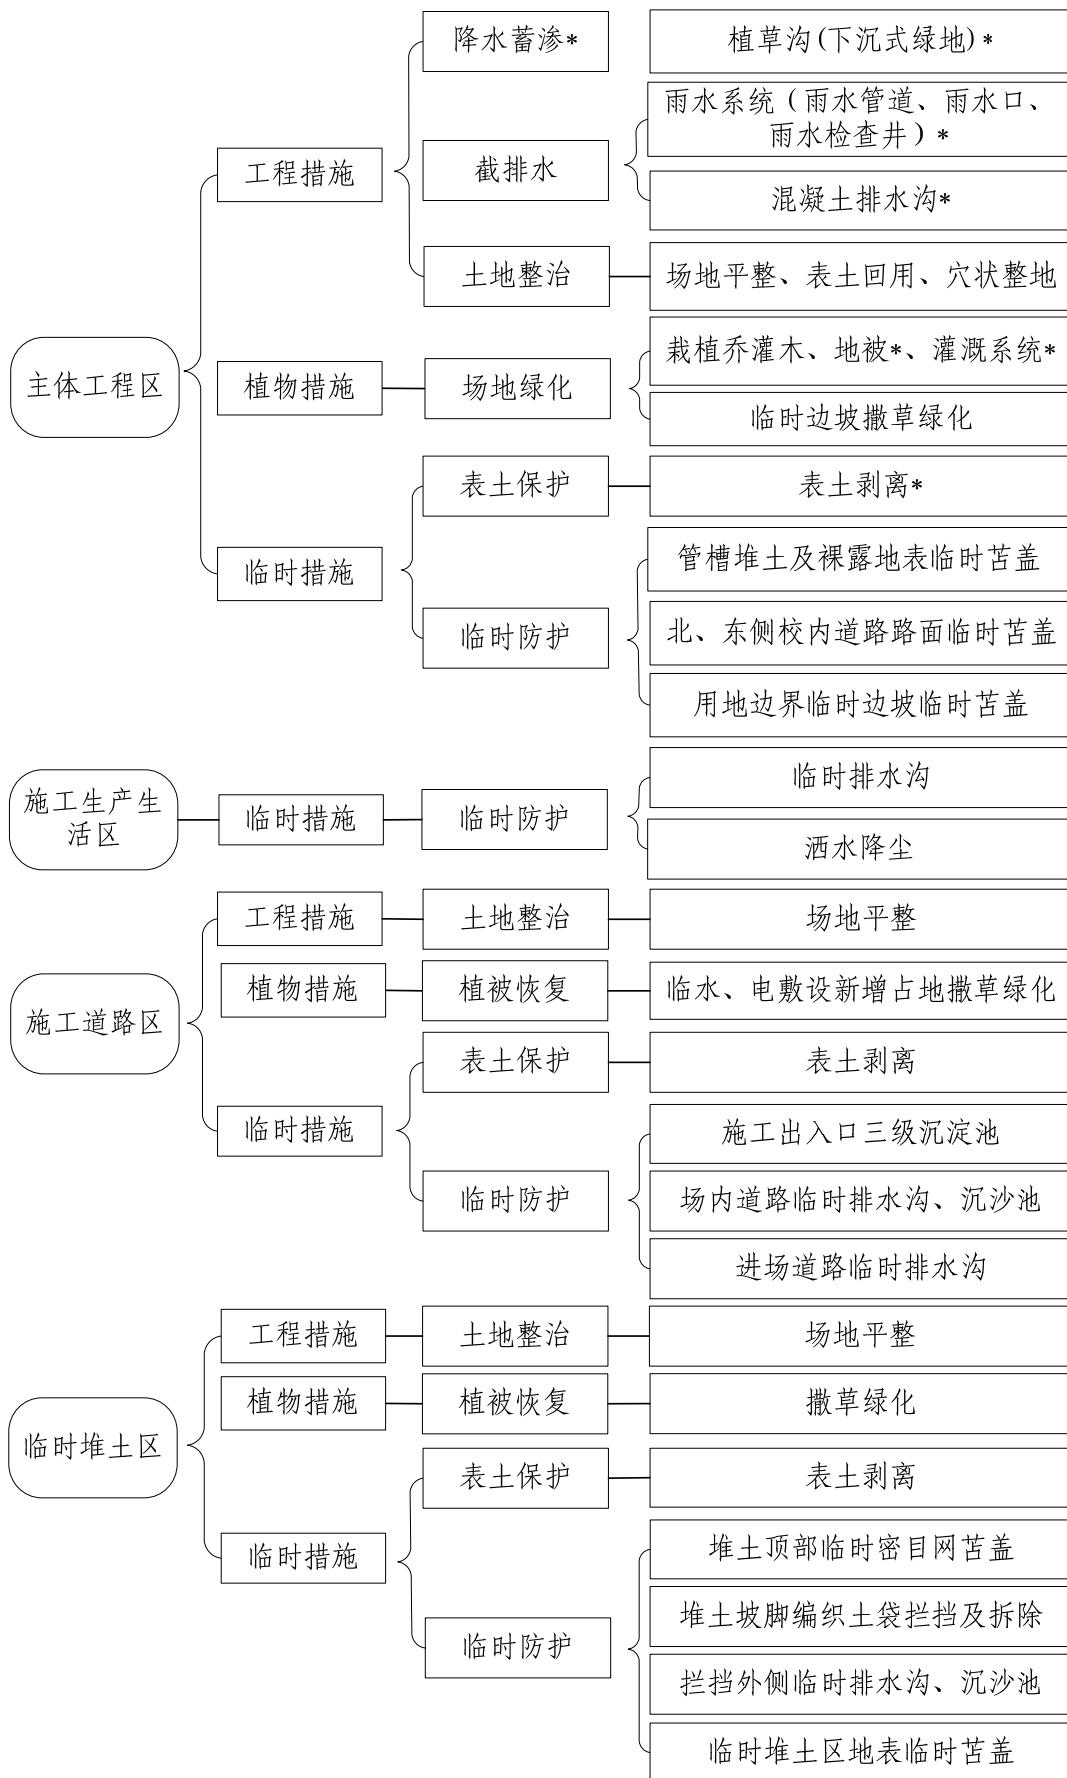 降水蓄渗*
植草沟(下沉式绿地)*
雨水系统（雨水管道、雨水口、
雨水检查井）*
工程措施
截排水
混凝土排水沟*
土地整治
场地平整、表土回用、穴状整地
主体工程区
植物措施
场地绿化
栽植乔灌木、地被*、灌溉系统*
临时边坡撒草绿化
表土保护
表土剥离*
临时措施
管槽堆土及裸露地表临时苫盖
临时防护
北、东侧校内道路路面临时苫盖
用地边界临时边坡临时苫盖
施工生产生
活区
临时措施
临时防护
临时排水沟
洒水降尘
工程措施
土地整治
场地平整
施工道路区
植物措施
植被恢复
临水、电敷设新增占地撒草绿化
表土保护
表土剥离
临时措施
施工出入口三级沉淀池
临时防护
场内道路临时排水沟、沉沙池
进场道路临时排水沟
工程措施
土地整治
场地平整
植物措施
植被恢复
撒草绿化
临时堆土区
表土保护
表土剥离
临时措施
堆土顶部临时密目网苫盖
堆土坡脚编织土袋拦挡及拆除
临时防护
拦挡外侧临时排水沟、沉沙池
临时堆土区地表临时苫盖